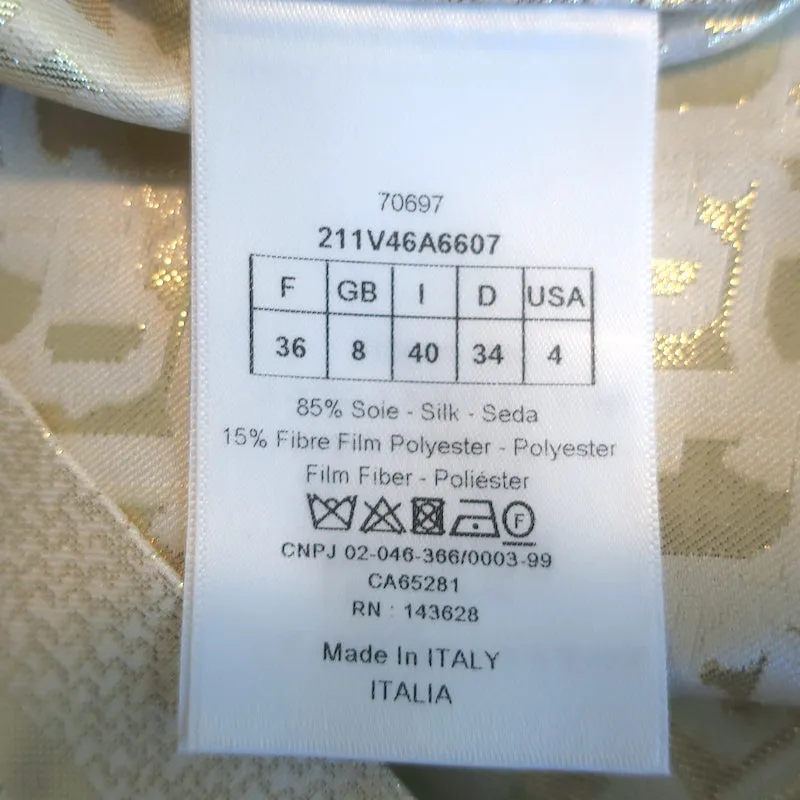 70697
211V46A6607
F GB I D USA
36 8 40 34 4
85% Soie - Silk - Seda
15% Fibre Film Polyester - Polyester
Film Fiber - Poliéster
F
CNPJ 02-046-366/0003-99
CA65281
RN : 143628
Made In ITALY
ITALIA